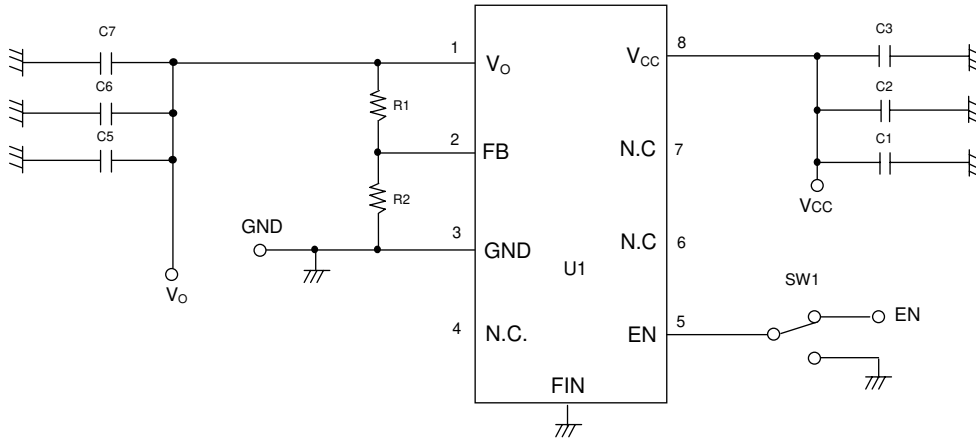 C7
1
VO
8
VCC
C3
C6
R1
C2
C5
2
FB
N.C
7
C1
R2
VCC
GND
3
GND
N.C
6
U1
SW1
VO
4
N.C.
EN
5
EN
FIN